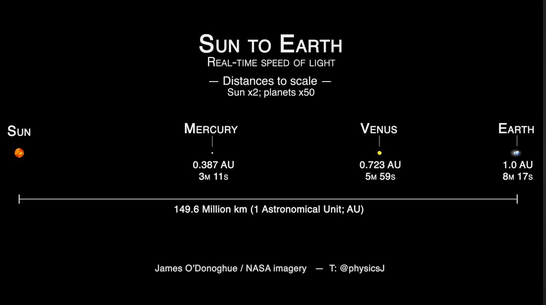 Sun to Earth
Real-time speed of light
— Distances to scale —
Sun x2; planets x50
Sun
Mercury
Venus
Earth
0.387 AU
0.723 AU
1.0 AU
3m 11s
5m 59s
8m 17s
149.6 Million km (1 Astronomical Unit; AU)
James O'Donoghue / NASA imagery — T: @physicsJ